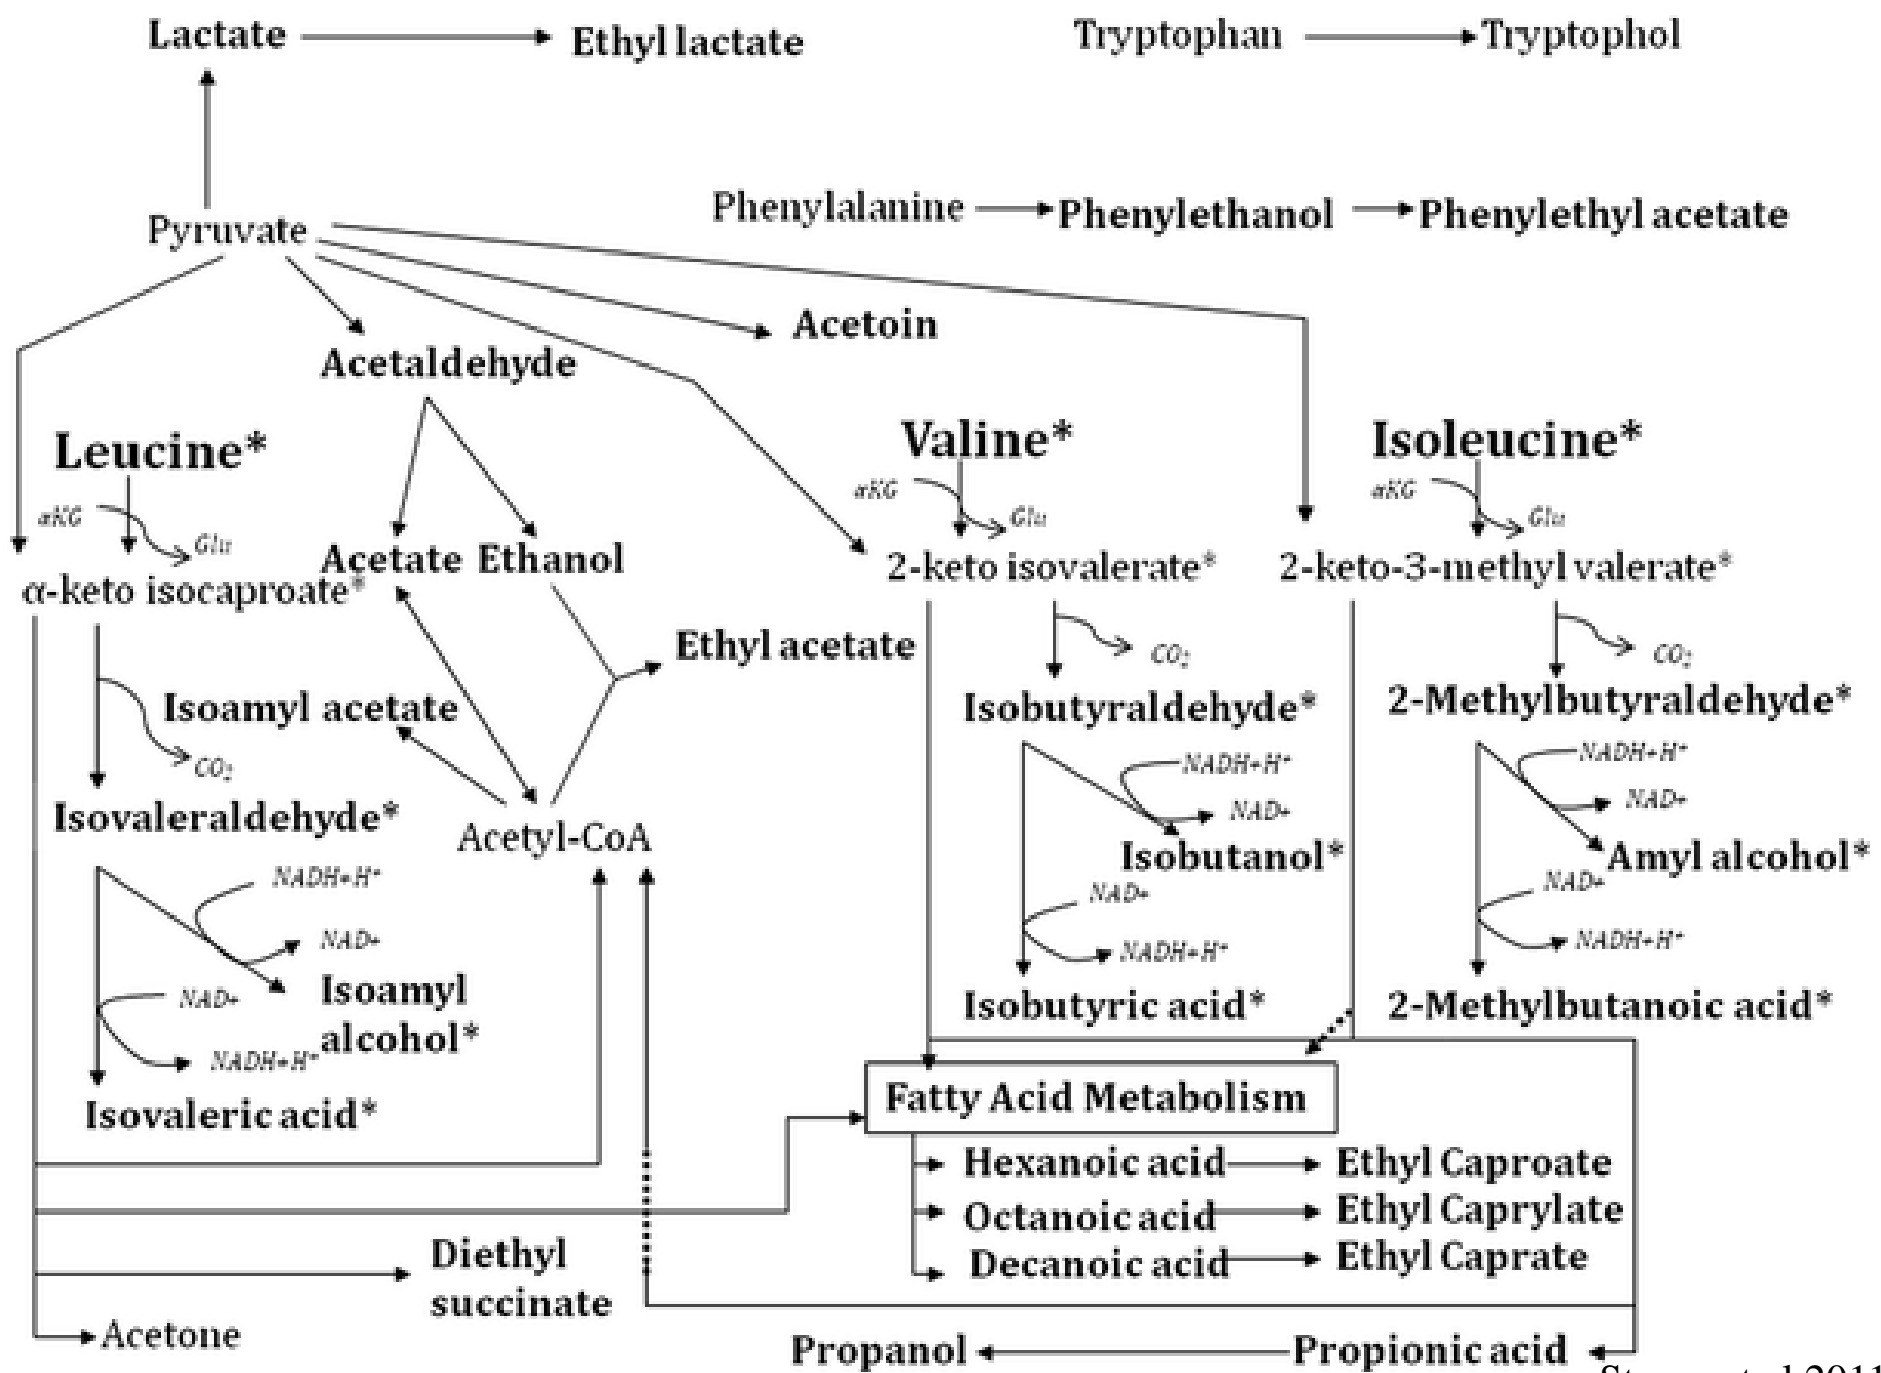 Lactate
Ethyl lactate
Tryptophan
Tryptophol
Pyruvate
Phenylalanine
Phenylethanol
Phenylethyl acetate
Acetoin
Acetaldehyde
Leucine*
Valine*
Isoleucine*
αKG
Glu
αKG
Glu
αKG
Glu
Acetate
Ethanol
α-keto isocaproate*
2-keto isovalerate*
2-keto-3-methyl valerate*
Ethyl acetate
CO₂
CO₂
Isoamyl acetate
Isobutyraldehyde*
2-Methylbutyraldehyde*
CO₂
NADH+H⁺
NADH+H⁺
NAD+
NAD+
Isovaleraldehyde*
Acetyl-CoA
Isobutanol*
Amyl alcohol*
NADH+H⁺
NAD+
NAD+
NAD+
NADH+H⁺
NADH+H⁺
Isoamyl
alcohol*
NAD+
NADH+H⁺
Isobutyric acid*
2-Methylbutanoic acid*
Isovaleric acid*
Fatty Acid Metabolism
Hexanoic acid
Ethyl Caproate
Octanoic acid
Ethyl Caprylate
Decanoic acid
Ethyl Caprate
Diethyl
succinate
Acetone
Propanol
Propionic acid
2011